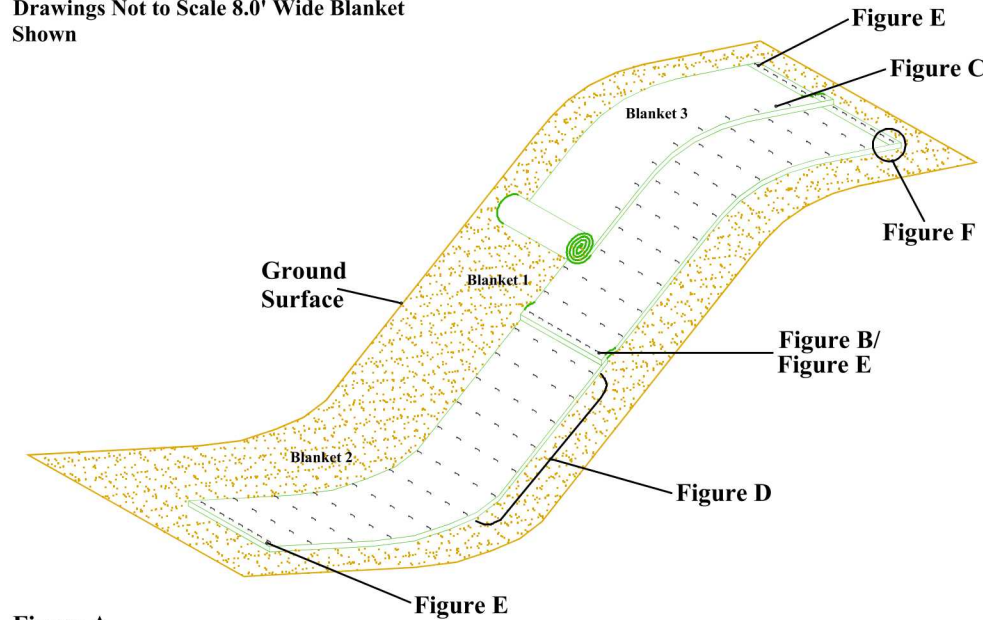 Drawings Not to Scale 8.0' Wide Blanket
Shown
Figure E
Figure C
Blanket 3
Figure F
Ground
Surface
Blanket 1
Figure B/
Figure E
Blanket 2
Figure D
Figure E
Figure A